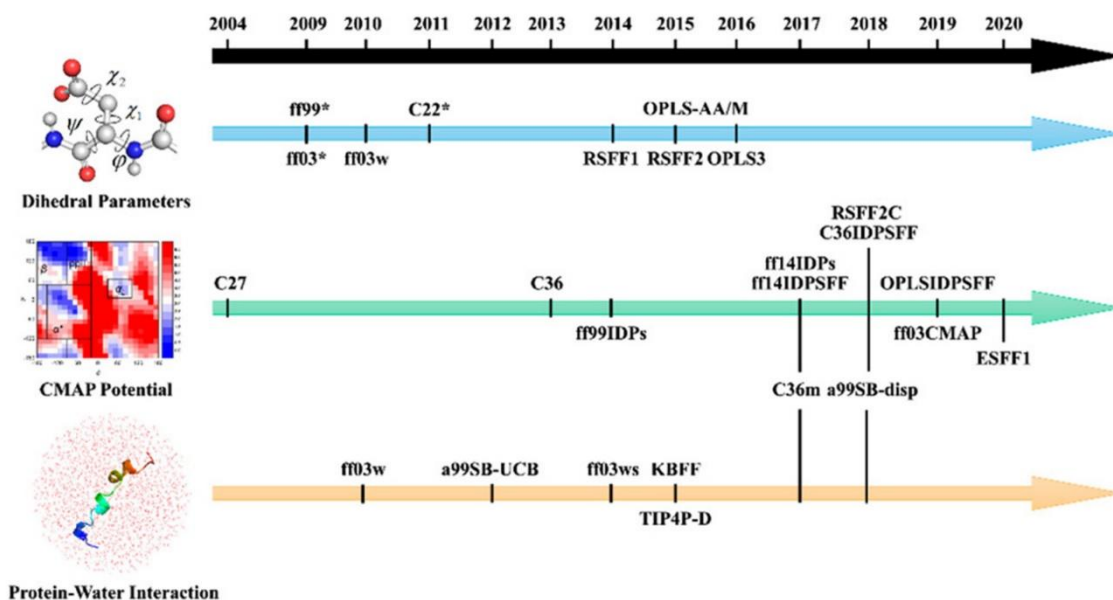 2004 2009 2010 2011 2012 2013 2014 2015 2016 2017 2018 2019 2020
χ2
χ1
ψ
φ
Dihedral Parameters
ff99* C22* OPLS-AA/M
ff03* ff03w RSFF1 RSFF2 OPLS3
CMAP Potential
RSFF2C
C36IDPSFF
ff14IDPs
C27 C36 ff14IDPSFF OPLSIDPSFF
ff99IDPs ff03CMAP
ESFF1
C36m a99SB-disp
ff03w a99SB-UCB ff03ws KBFF
TIP4P-D
Protein-Water Interaction